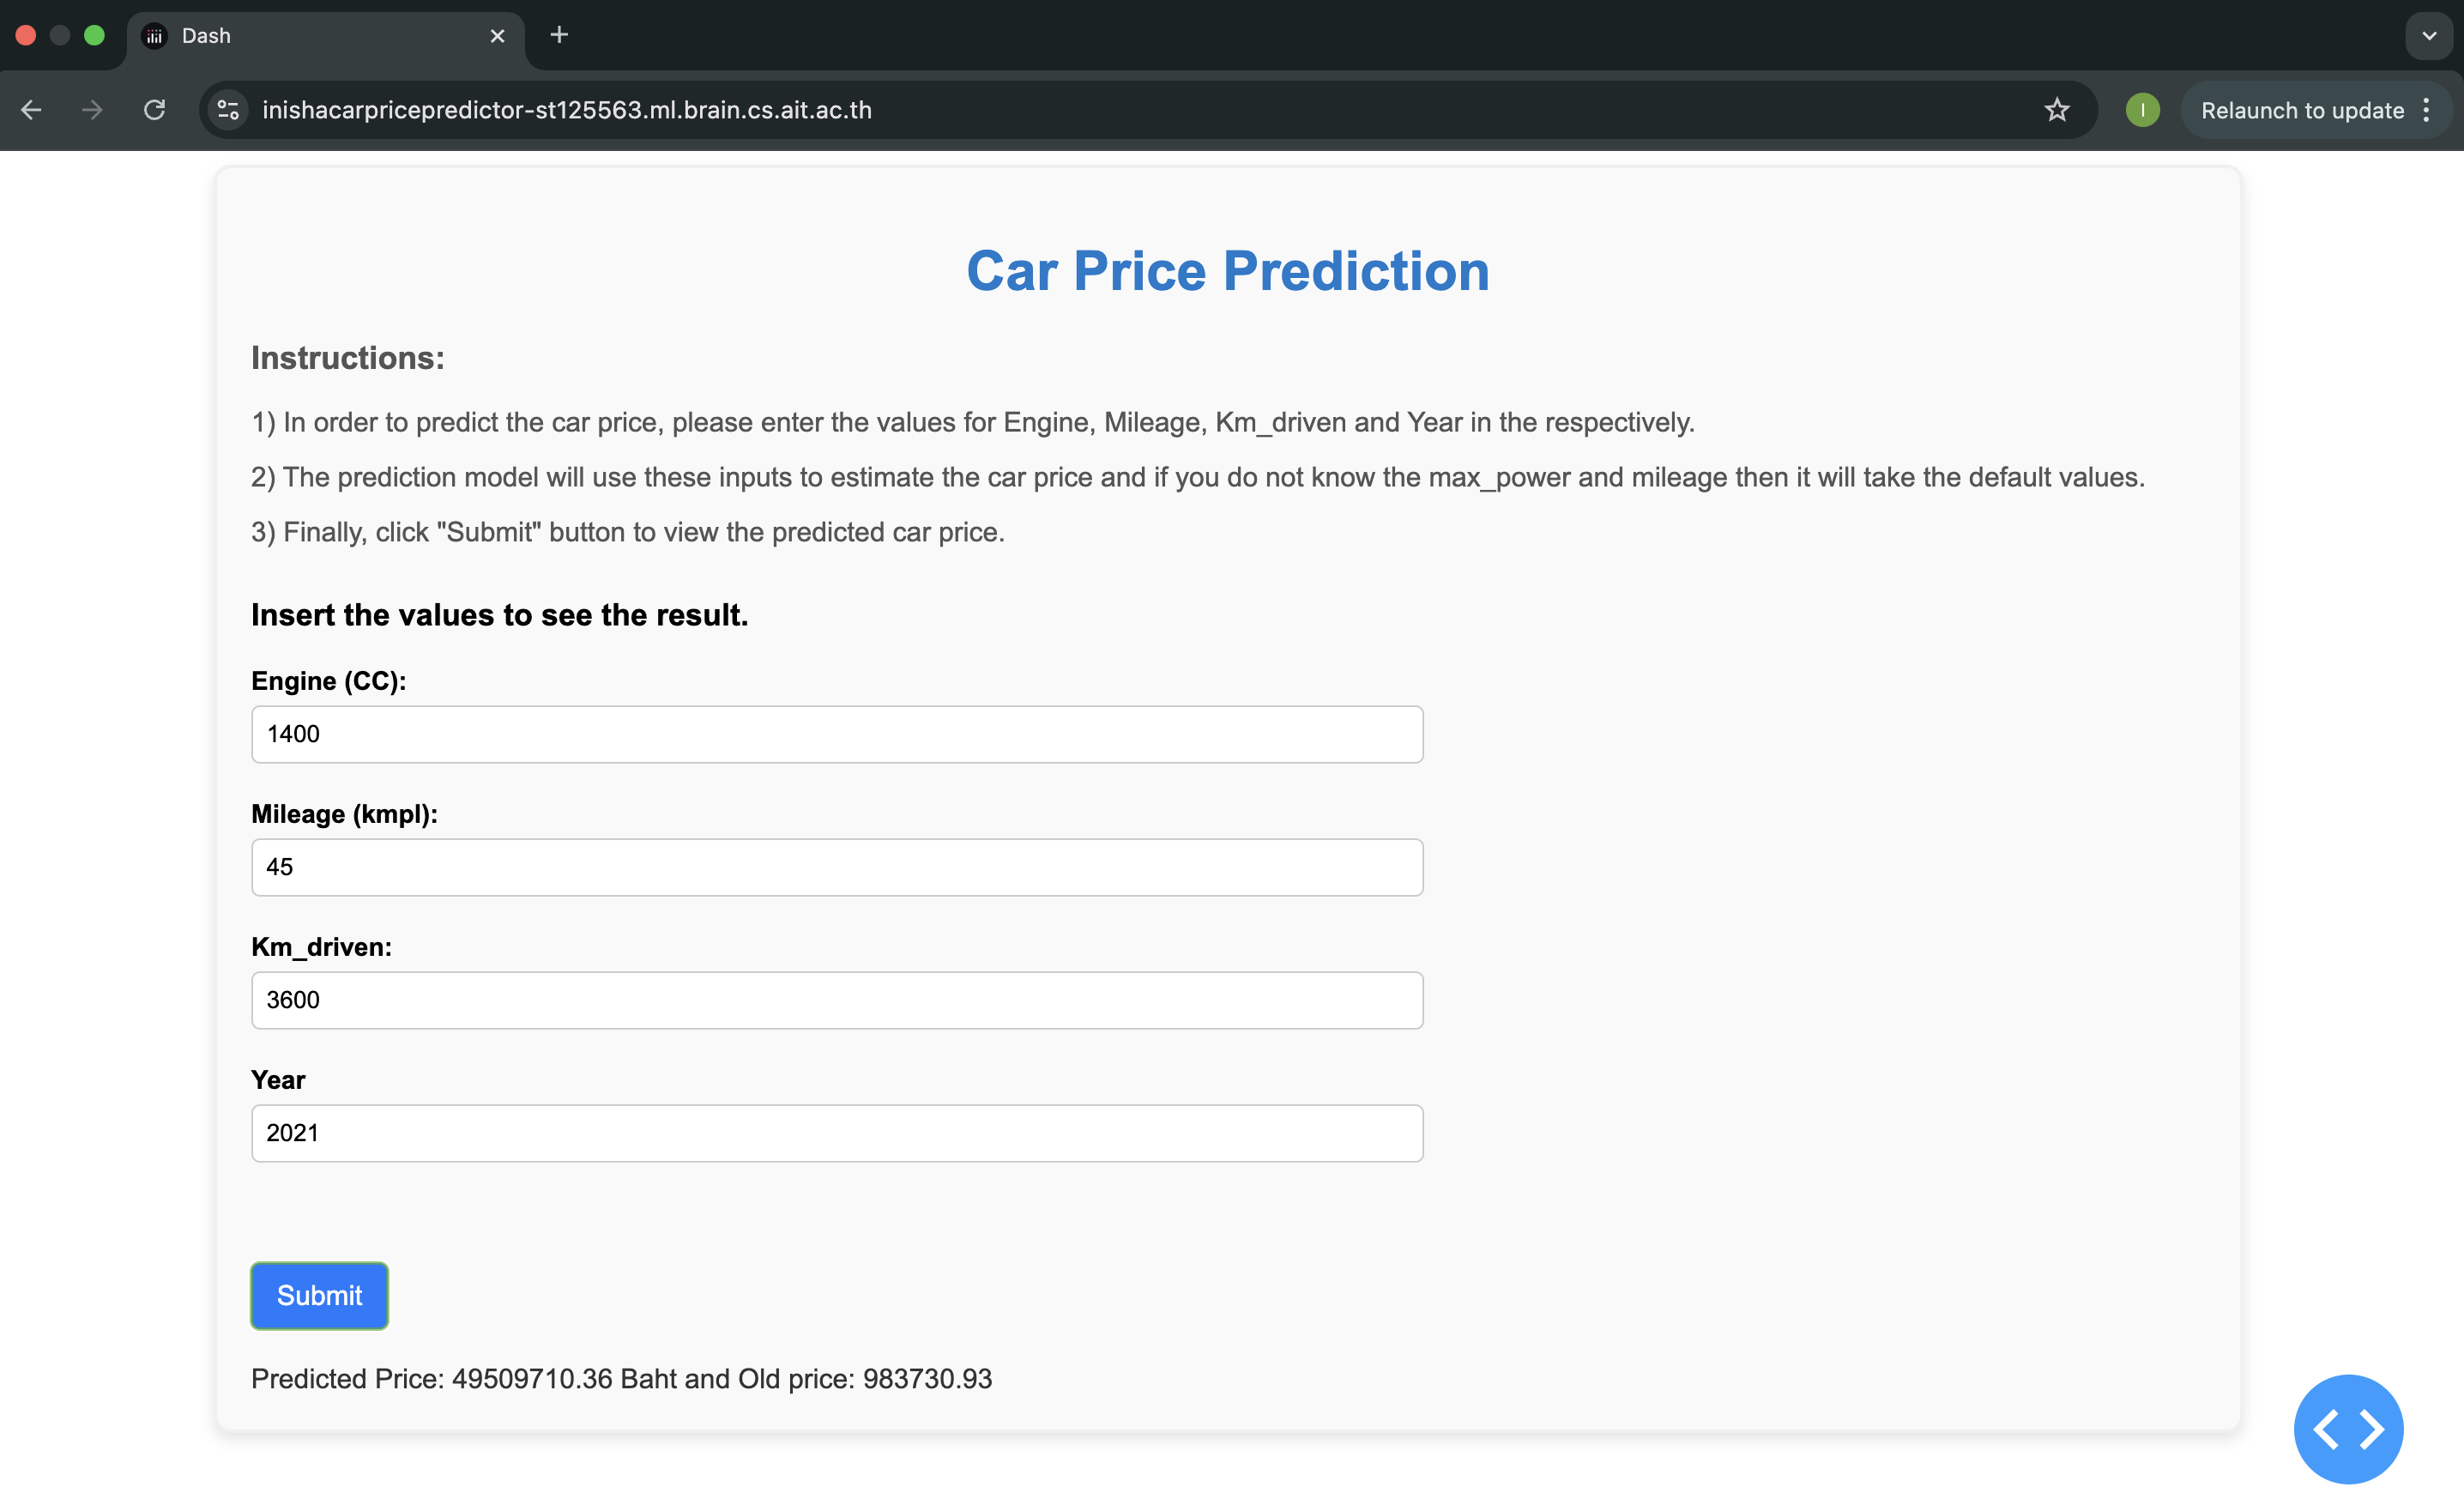 Dash
inishacarpricepredictor-st125563.ml.brain.cs.ait.ac.th
I
Relaunch to update
Car Price Prediction
Instructions:
1) In order to predict the car price, please enter the values for Engine, Mileage, Km_driven and Year in the respectively.
2) The prediction model will use these inputs to estimate the car price and if you do not know the max_power and mileage then it will take the default values.
3) Finally, click "Submit" button to view the predicted car price.
Insert the values to see the result.
Engine (CC):
1400
Mileage (kmpl):
45
Km_driven:
3600
Year
2021
Submit
Predicted Price: 49509710.36 Baht and Old price: 983730.93